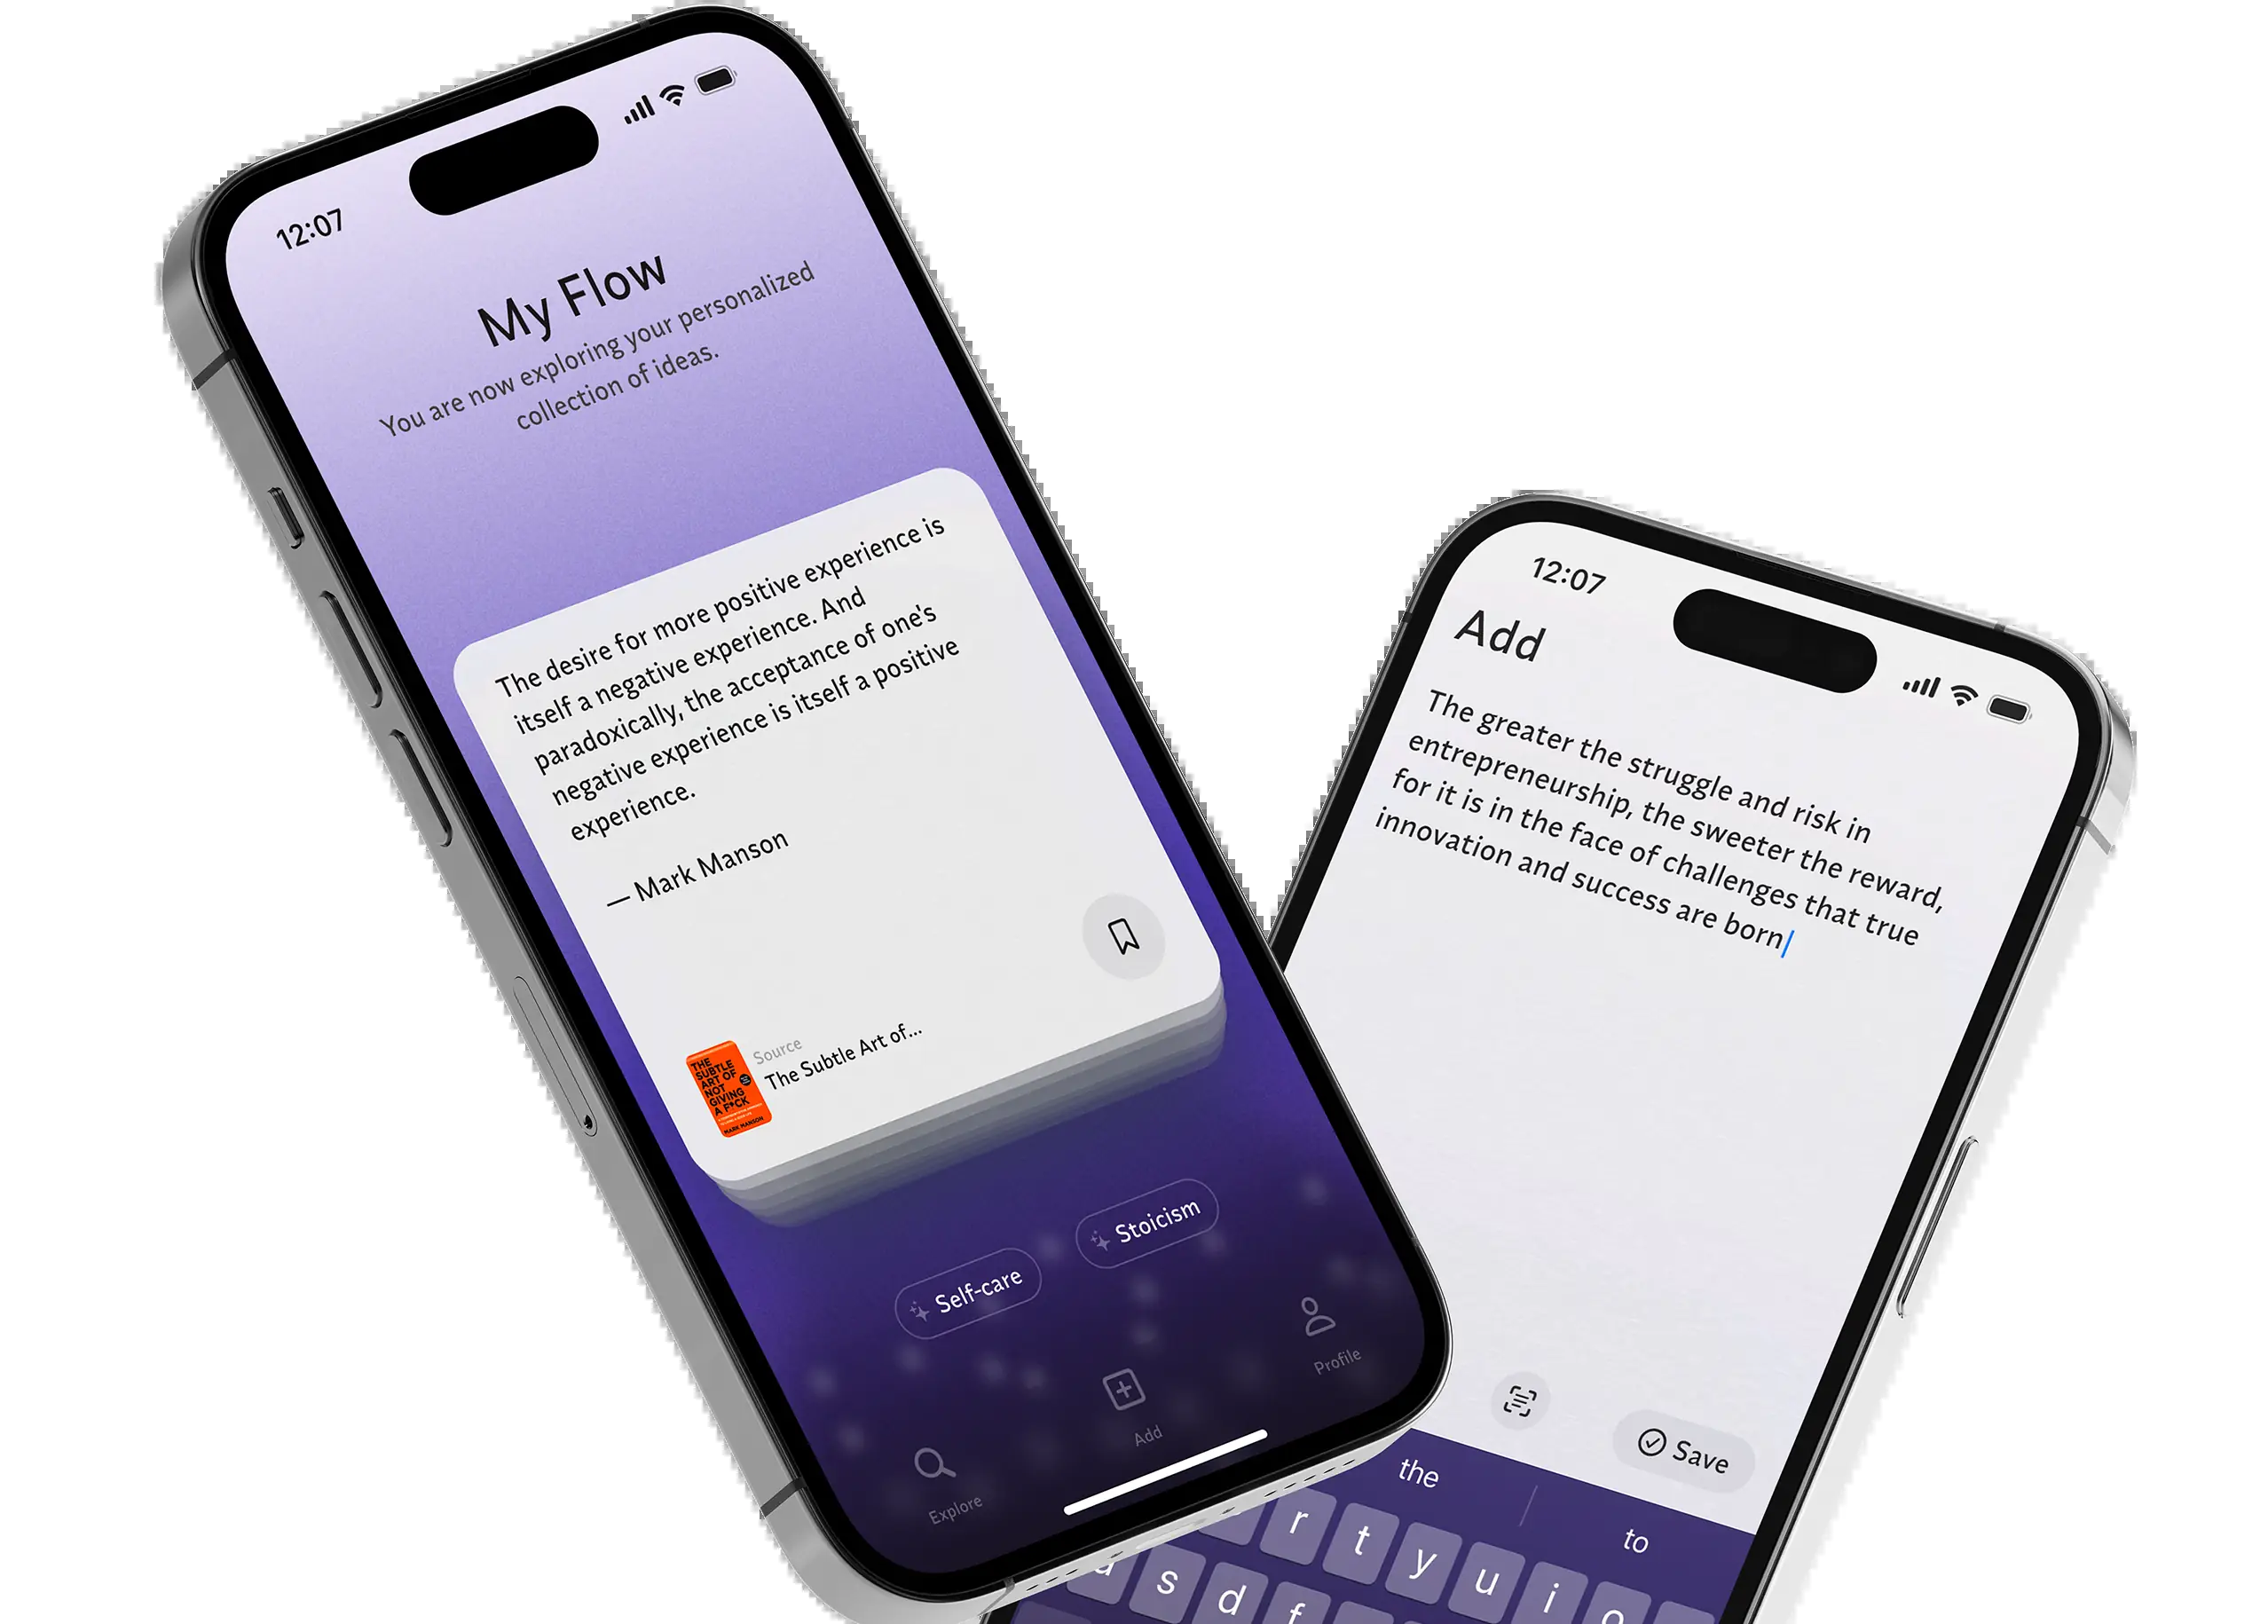 12:07
My Flow
You are now exploring your personalized
collection of ideas.
The desire for more positive experience is
itself a negative experience. And
paradoxically, the acceptance of one's
negative experience is itself a positive
experience.
— Mark Manson
THE
SUBTLE
ART OF
NOT
GIVING
A F*CK
MARK MANSON
Source
The Subtle Art of...
Self-care
Stoicism
Explore
Add
Profile
12:07
Add
The greater the struggle and risk in
entrepreneurship, the sweeter the reward,
for it is in the face of challenges that true
innovation and success are born
Save
the
to
r t y u i o
a s d f